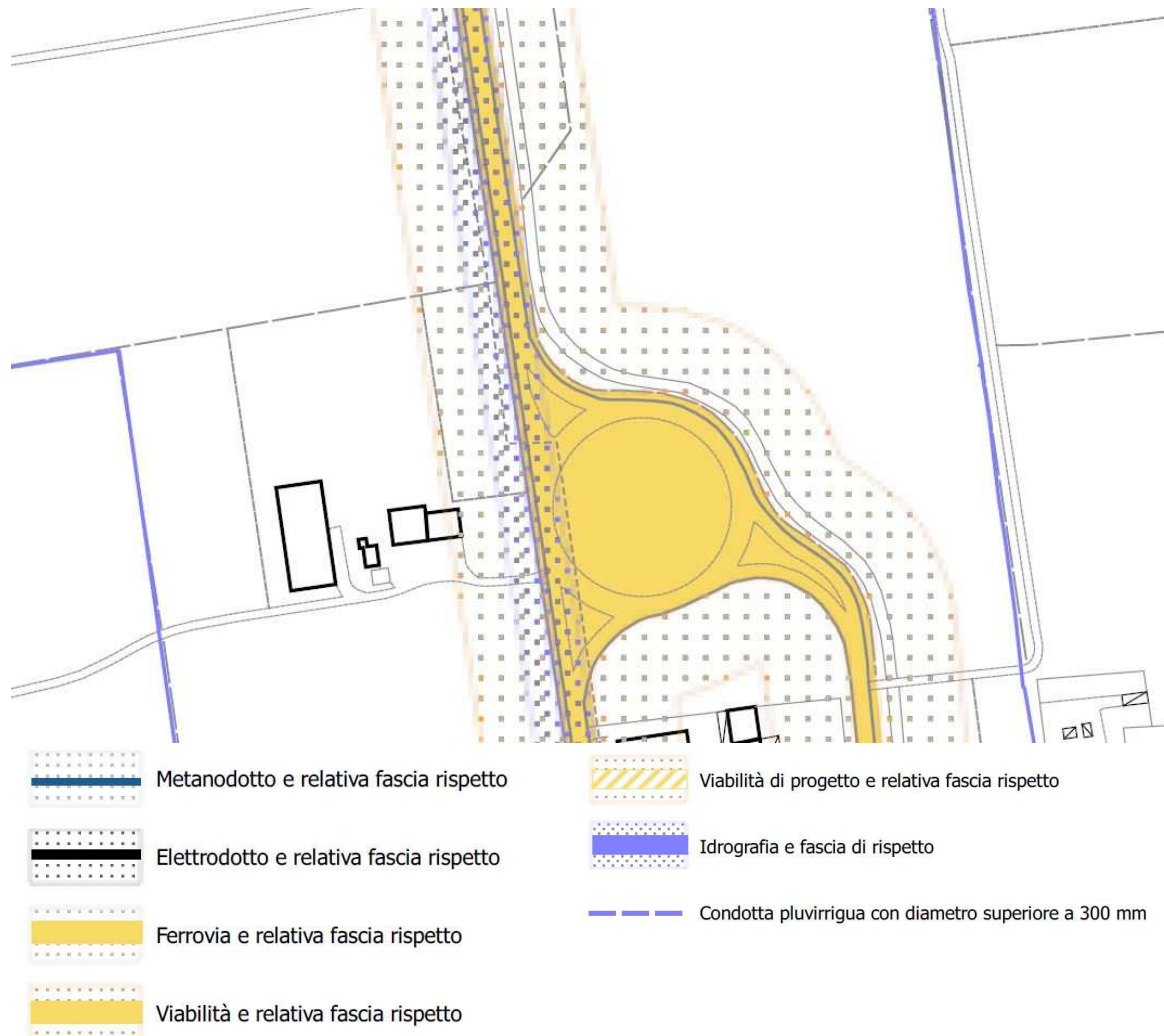 Metanodotto e relativa fascia rispetto
Elettrodotto e relativa fascia rispetto
Ferrovia e relativa fascia rispetto
Viabilità e relativa fascia rispetto
Viabilità di progetto e relativa fascia rispetto
Idrografia e fascia di rispetto
Condotta pluvirrigua con diametro superiore a 300 mm